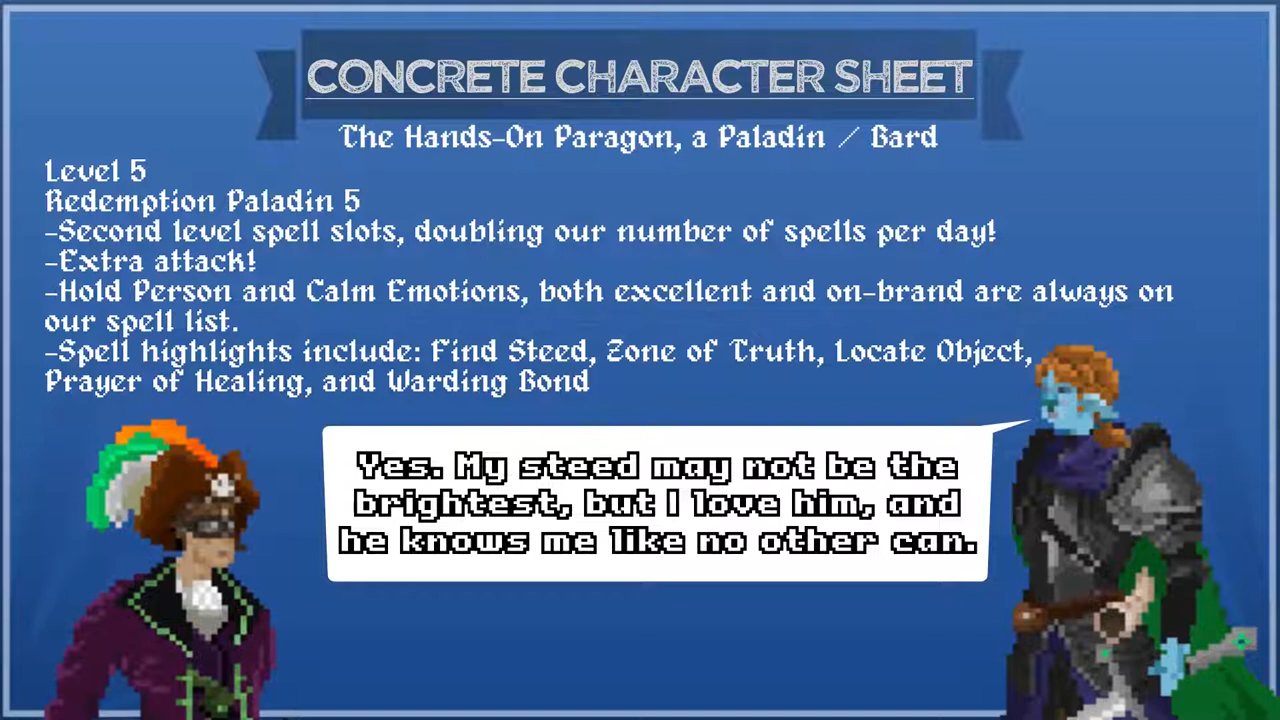 CONCRETE CHARACTER SHEET
The Hands-On Paragon, a Paladin / Bard
Level 5
Redemption Paladin 5
-Second level spell slots, doubling our number of spells per day!
-Extra attack!
-Hold Person and Calm Emotions, both excellent and on-brand are always on
our spell list.
-Spell highlights include: Find Steed, Zone of Truth, Locate Object,
Prayer of Healing, and Warding Bond
Yes. My steed may not be the
brightest, but I love him, and
he knows me like no other can.